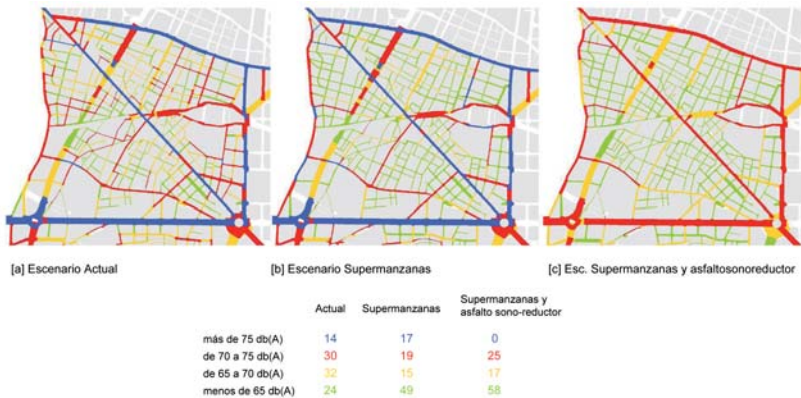 [a] Escenario Actual
[b] Escenario Supermanzanas
[c] Esc. Supermanzanas y asfaltosonoreductor
Actual Supermanzanas Supermanzanas y
asfalto sono-reductor
más de 75 db(A) 14 17 0
de 70 a 75 db(A) 30 19 25
de 65 a 70 db(A) 32 15 17
menos de 65 db(A) 24 49 58